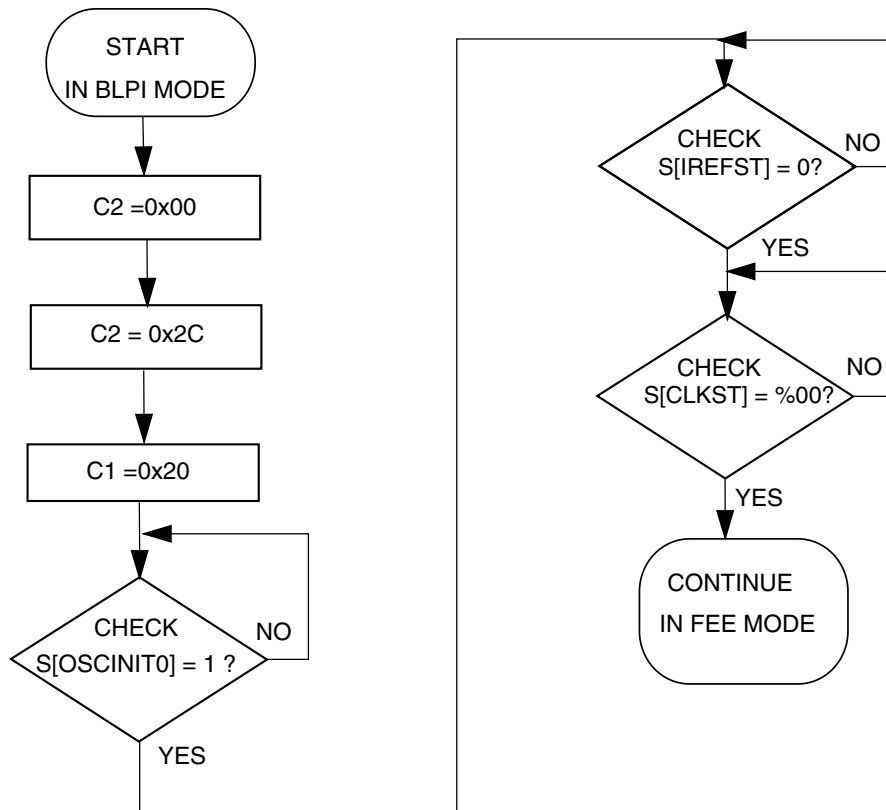 START
IN BLPI MODE
C2 =0x00
C2 = 0x2C
C1 =0x20
CHECK
S[OSCINIT0] = 1 ?
NO
YES
CHECK
S[IREFST] = 0?
NO
YES
CHECK
S[CLKST] = %00?
NO
YES
CONTINUE
IN FEE MODE